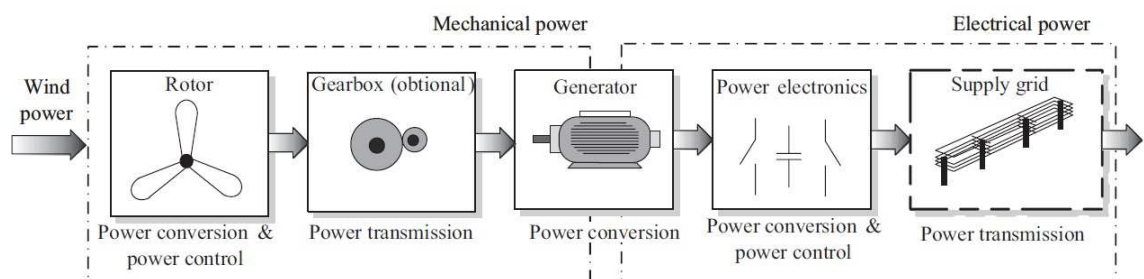 Mechanical power
Electrical power
Wind
power
Rotor
Gearbox (obtional)
Generator
Power electronics
Supply grid
Power conversion &
power control
Power transmission
Power conversion
Power conversion &
power control
Power transmission